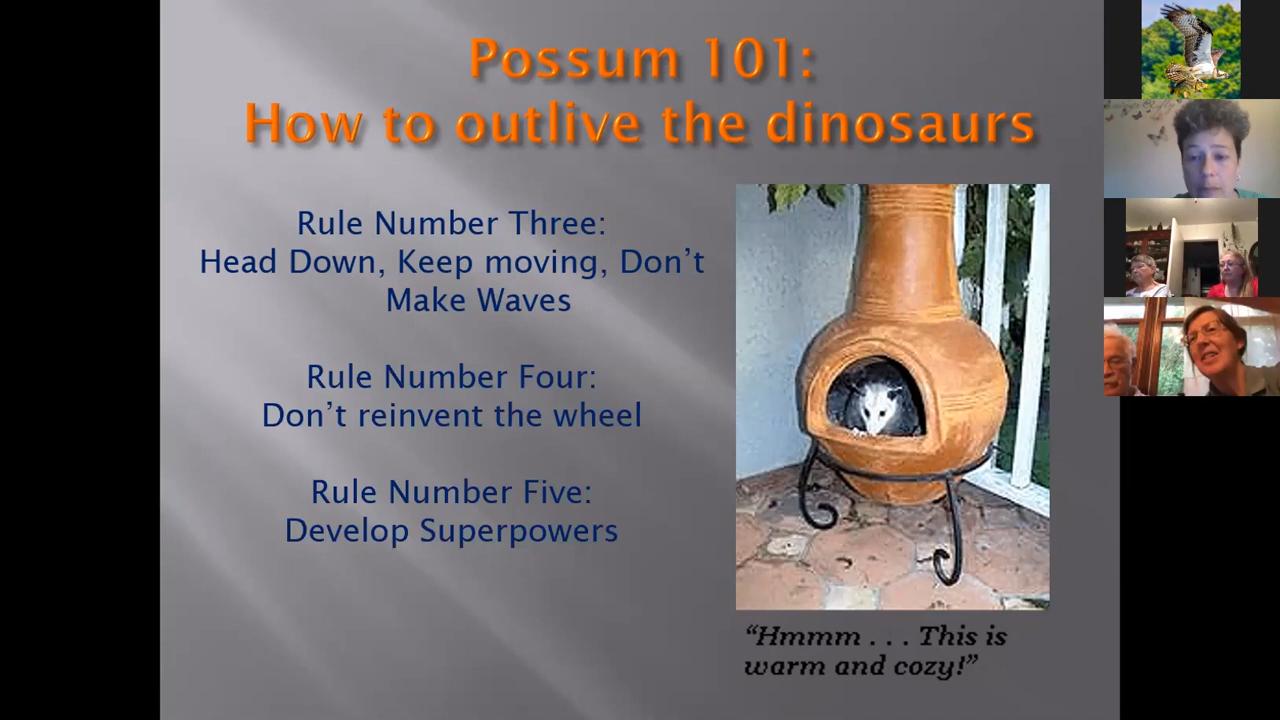 Possum 101:
How to outlive the dinosaurs
Rule Number Three:
Head Down, Keep moving, Don’t
Make Waves
Rule Number Four:
Don’t reinvent the wheel
Rule Number Five:
Develop Superpowers
“Hmmm . . . This is
warm and cozy!”